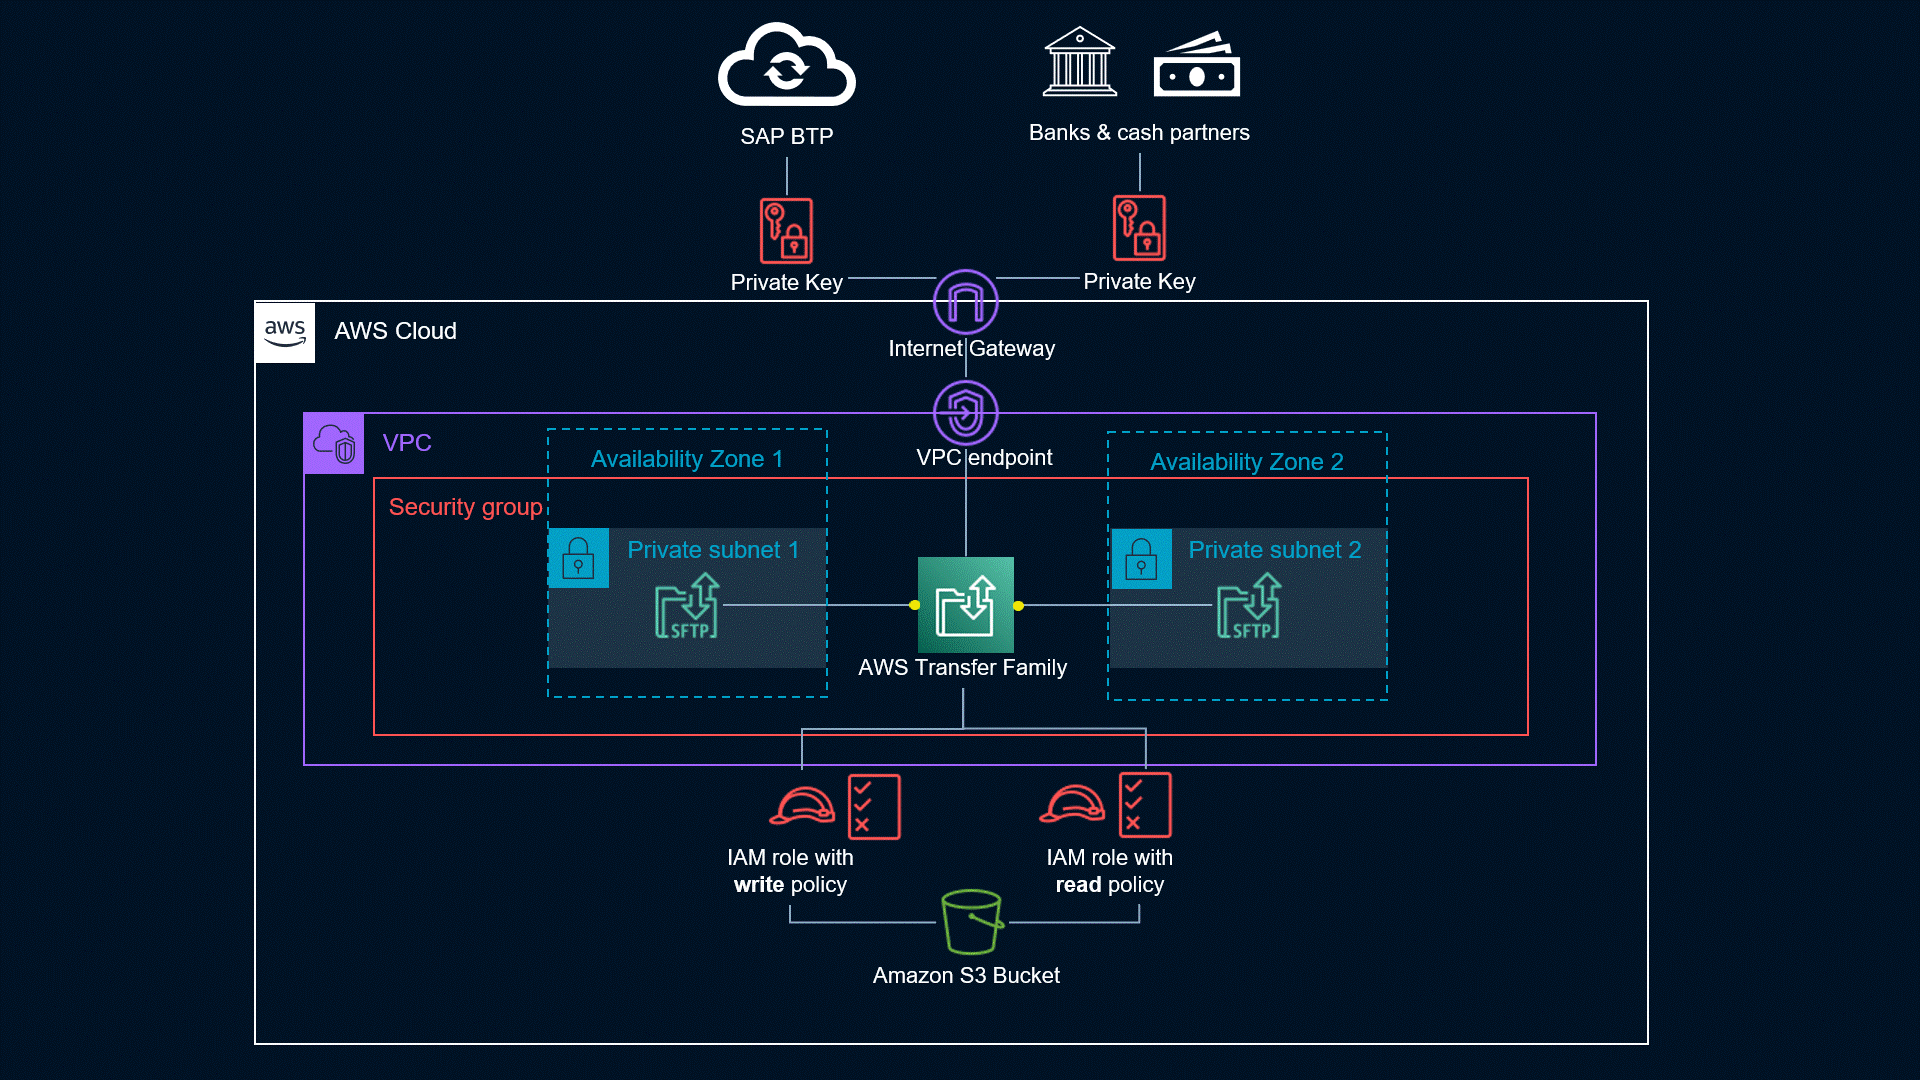 SAP BTP
Banks & cash partners
Private Key
Private Key
aws
AWS Cloud
Internet Gateway
VPC
VPC endpoint
Availability Zone 1
Availability Zone 2
Security group
Private subnet 1
Private subnet 2
SFTP
SFTP
AWS Transfer Family
IAM role with
write policy
IAM role with
read policy
Amazon S3 Bucket